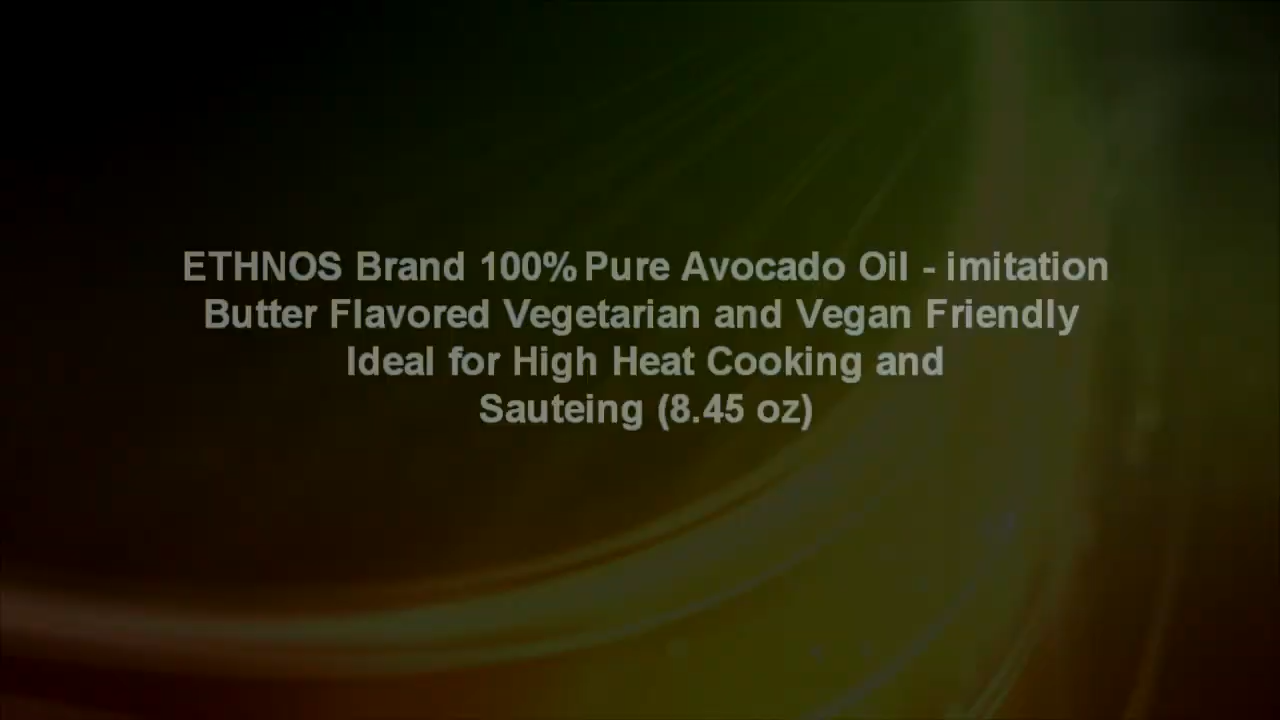 ETHNOS Brand 100% Pure Avocado Oil - imitation
Butter Flavored Vegetarian and Vegan Friendly
Ideal for High Heat Cooking and
Sauteing (8.45 oz)